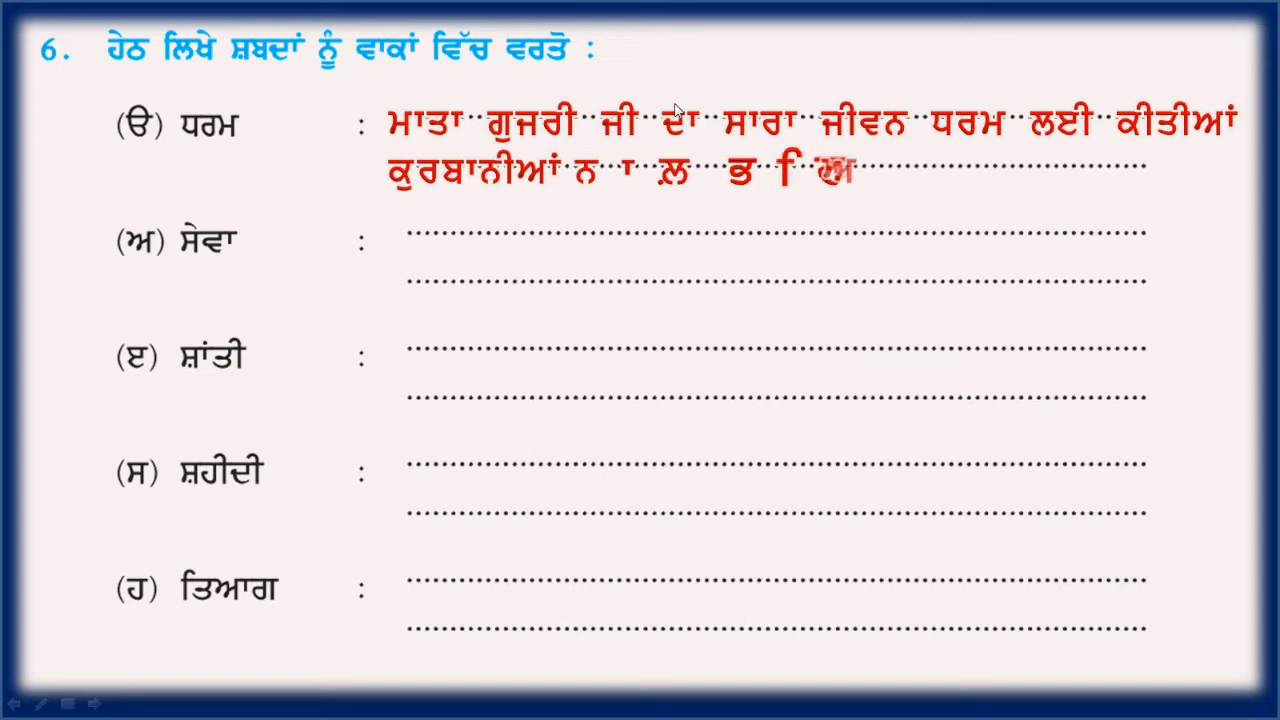 6. ਹੇਠ ਲਿਖੇ ਸ਼ਬਦਾਂ ਨੂੰ ਵਾਕਾਂ ਵਿੱਚ ਵਰਤੋ :
(ੳ) ਧਰਮ : ਮਾਤਾ ਗੁਜਰੀ ਜੀ ਦਾ ਸਾਰਾ ਜੀਵਨ ਧਰਮ ਲਈ ਕੀਤੀਆਂ
ਕੁਰਬਾਨੀਆਂ ਨਾਲ਼
(ਅ) ਸੇਵਾ :
(ੲ) ਸ਼ਾਂਤੀ :
(ਸ) ਸ਼ਹੀਦੀ :
(ਹ) ਤਿਆਗ :